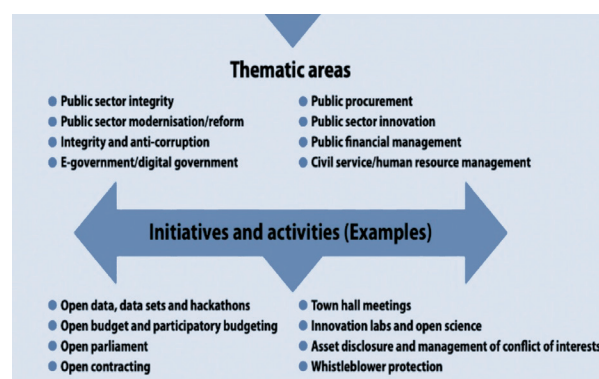 Thematic areas
Public sector integrity
Public sector modernisation/reform
Integrity and anti-corruption
E-government/digital government
Public procurement
Public sector innovation
Public financial management
Civil service/human resource management
Initiatives and activities (Examples)
Open data, data sets and hackathons
Open budget and participatory budgeting
Open parliament
Open contracting
Town hall meetings
Innovation labs and open science
Asset disclosure and management of conflict of interests
Whistleblower protection